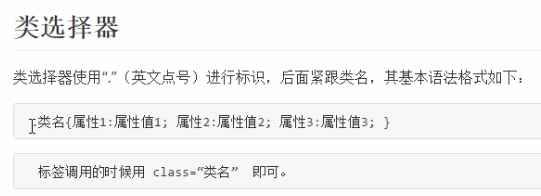 类选择器
类选择器使用“.”（英文点号）进行标识，后面紧跟类名，其基本语法格式如下：
.类名{属性1:属性值1; 属性2:属性值2; 属性3:属性值3; }
标签调用的时候用 class=“类名” 即可。